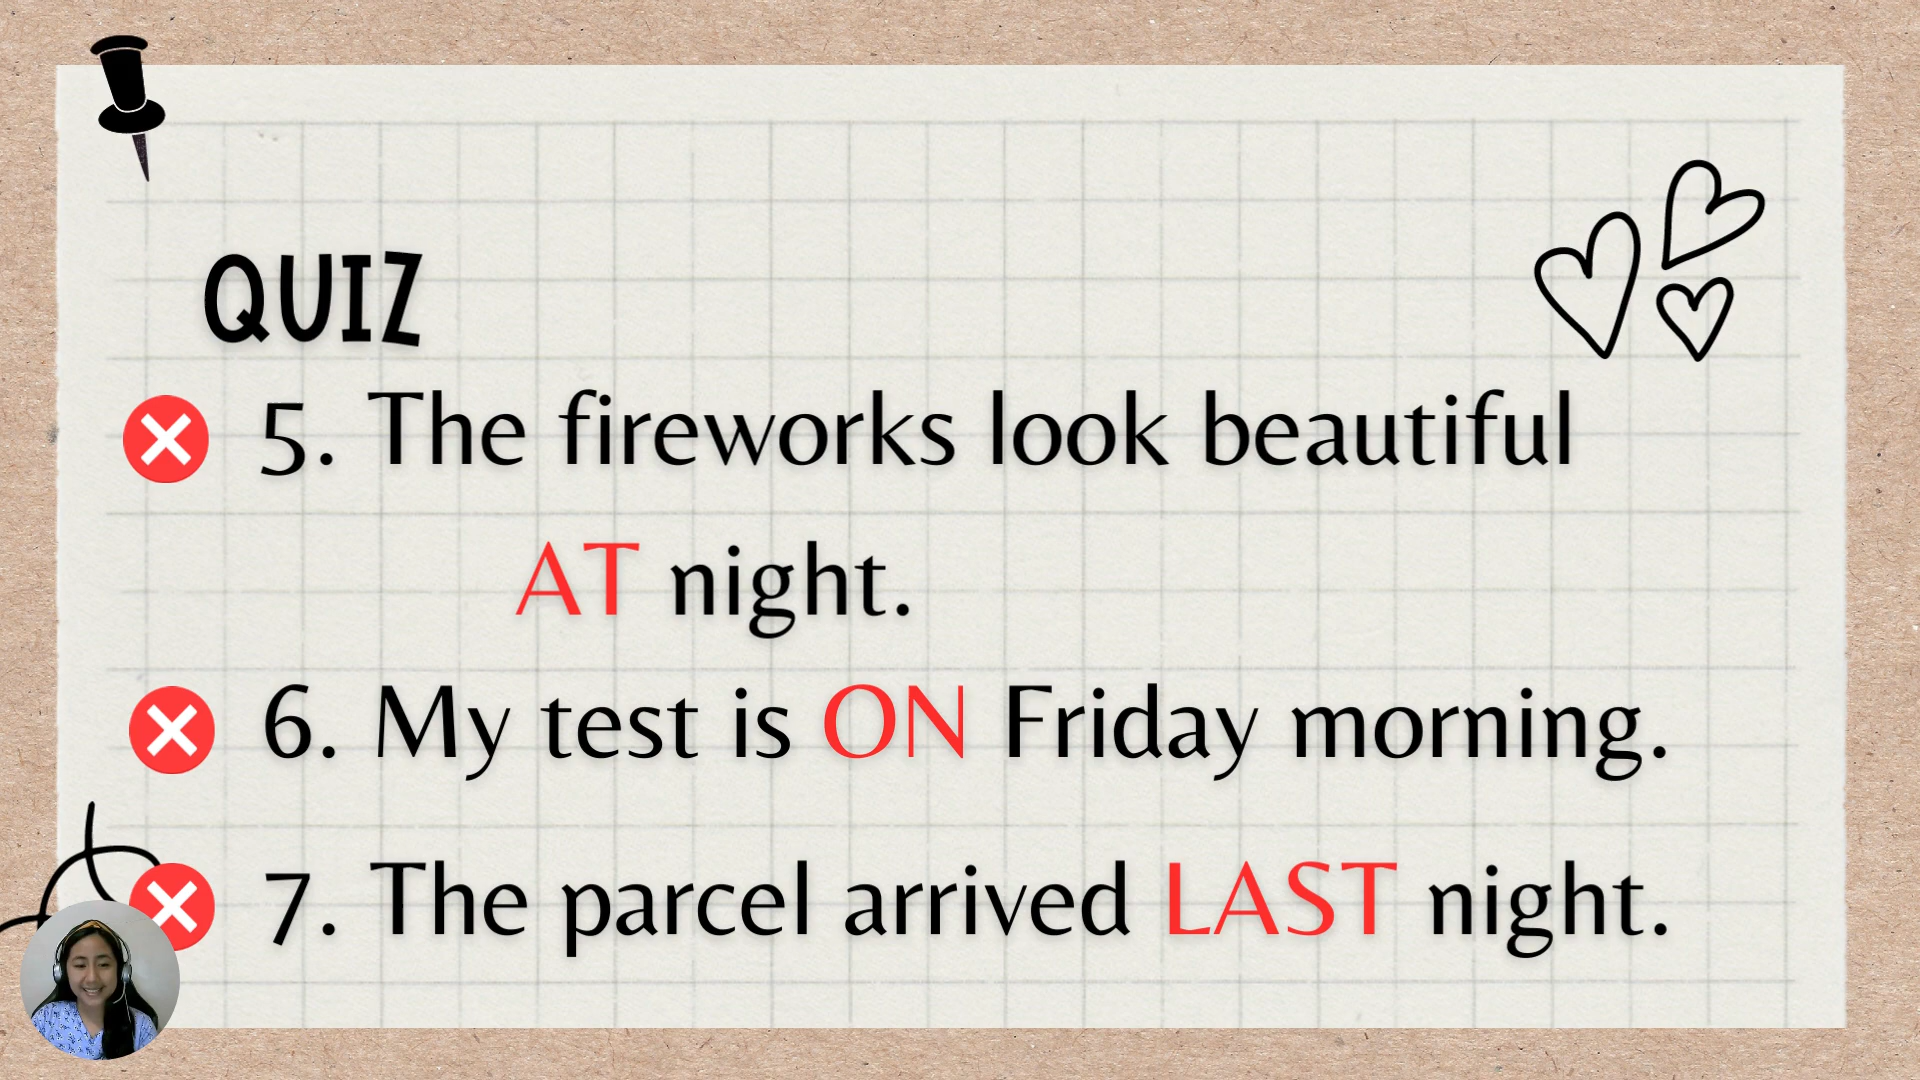 QUIZ
5. The fireworks look beautiful
AT night.
6. My test is ON Friday morning.
7. The parcel arrived LAST night.